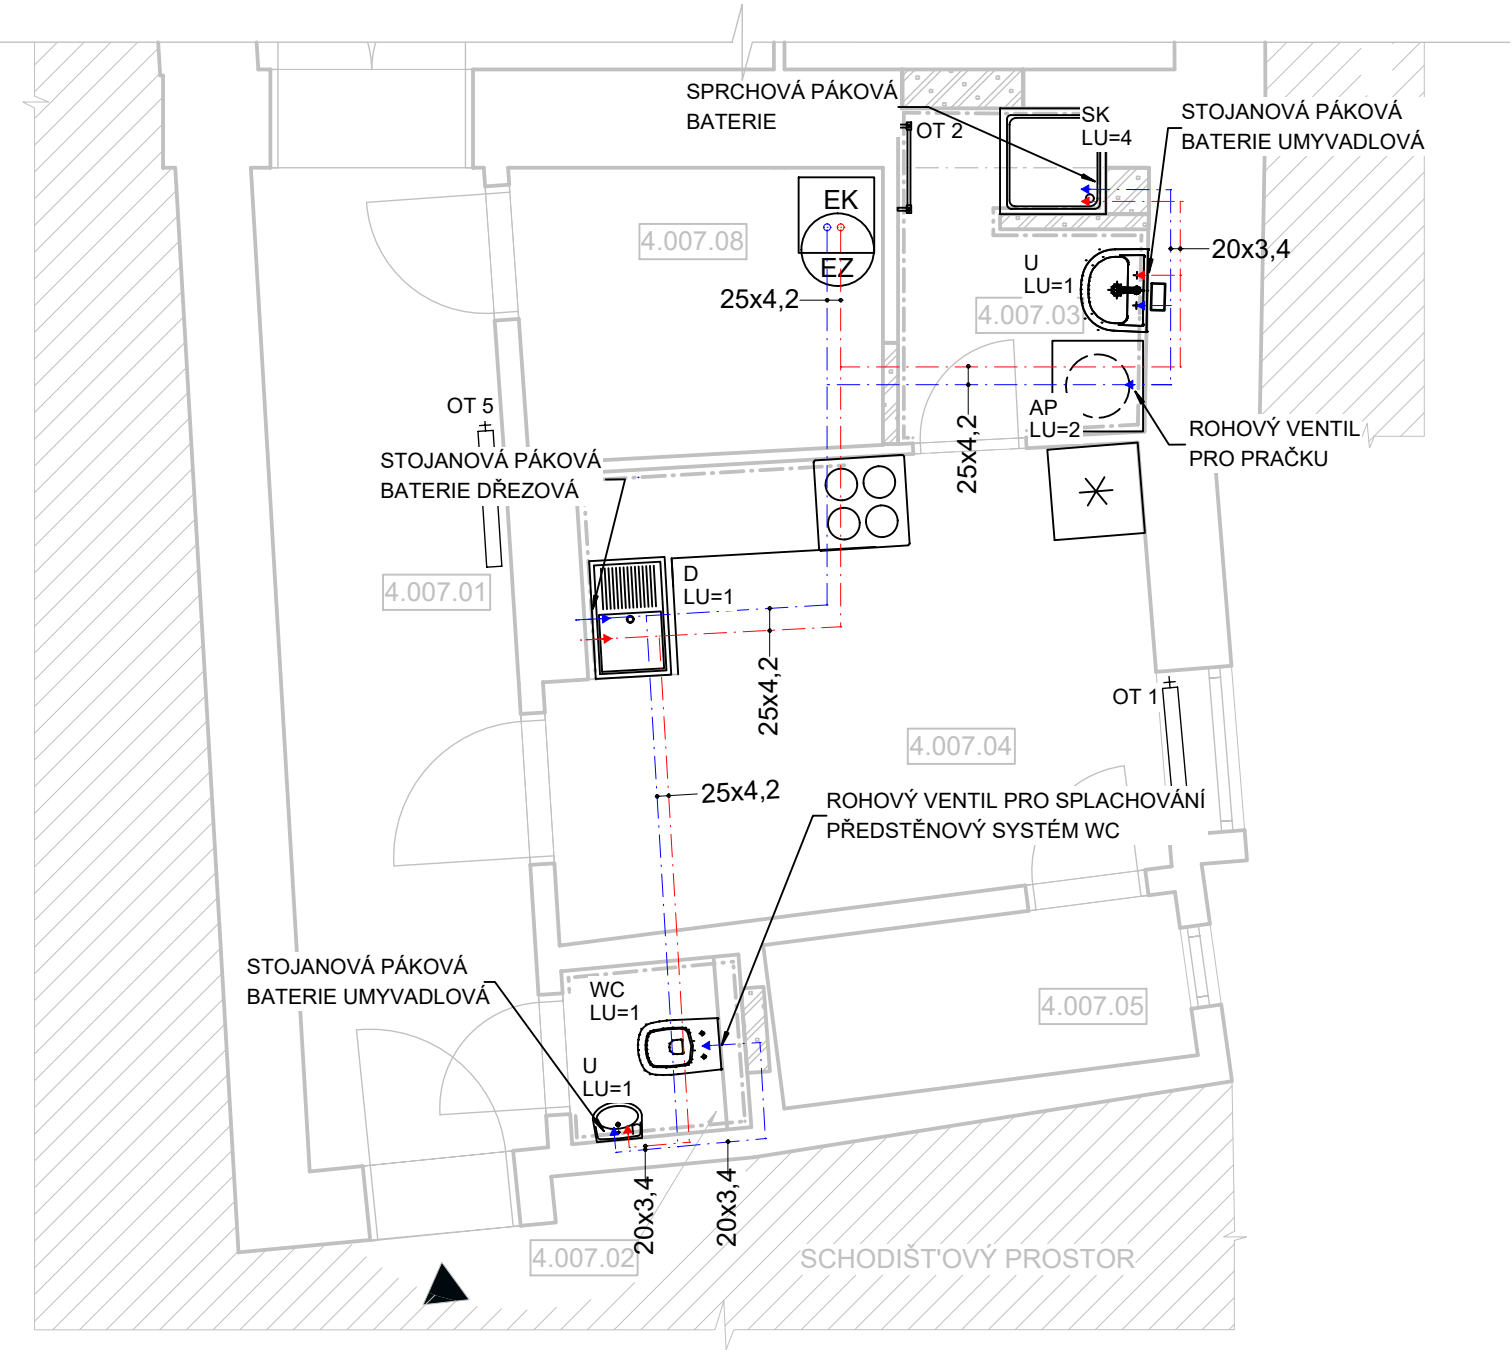 SPRCHOVÁ PÁKOVÁ
BATERIE
OT 2
SK
LU=4
STOJANOVÁ PÁKOVÁ
BATERIE UMYVADLOVÁ
EK
EZ
4.007.08
25x4,2
U
LU=1
4.007.03
20x3,4
OT 5
AP
LU=2
25x4,2
ROHOVÝ VENTIL
PRO PRAČKU
STOJANOVÁ PÁKOVÁ
BATERIE DŘEZOVÁ
D
LU=1
4.007.01
25x4,2
OT 1
4.007.04
25x4,2
ROHOVÝ VENTIL PRO SPLACHOVÁNÍ
PŘEDSTĚNOVÝ SYSTÉM WC
STOJANOVÁ PÁKOVÁ
BATERIE UMYVADLOVÁ
WC
LU=1
4.007.05
U
LU=1
20x3,4
20x3,4
4.007.02
SCHODIŠT'OVÝ PROSTOR